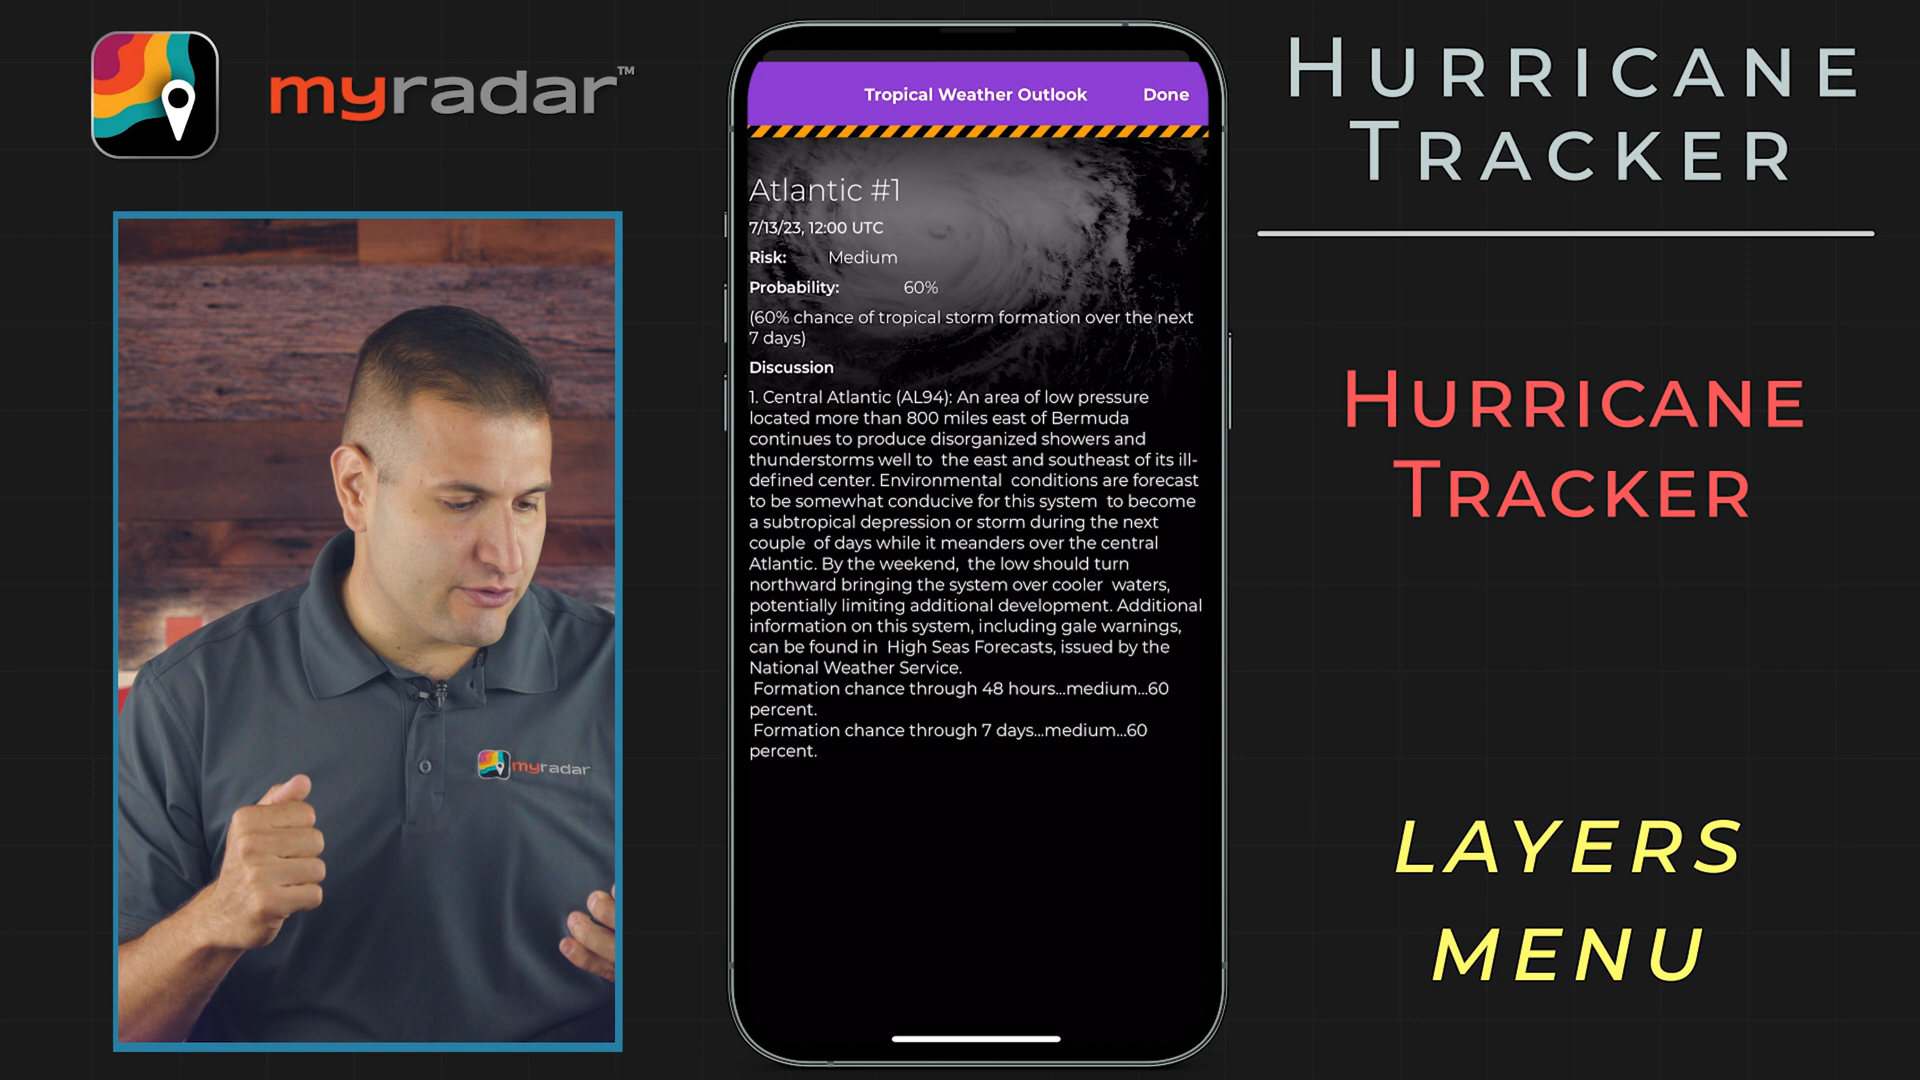 myradar™
Tropical Weather Outlook
Done
Atlantic #1
7/13/23, 12:00 UTC
Risk: Medium
Probability: 60%
(60% chance of tropical storm formation over the next
7 days)
Discussion
1. Central Atlantic (AL94): An area of low pressure
located more than 800 miles east of Bermuda
continues to produce disorganized showers and
thunderstorms well to the east and southeast of its ill-
defined center. Environmental conditions are forecast
to be somewhat conducive for this system to become
a subtropical depression or storm during the next
couple of days while it meanders over the central
Atlantic. By the weekend, the low should turn
northward bringing the system over cooler waters,
potentially limiting additional development. Additional
information on this system, including gale warnings,
can be found in High Seas Forecasts, issued by the
National Weather Service.
Formation chance through 48 hours...medium...60
percent.
Formation chance through 7 days...medium...60
percent.
HURRICANE
TRACKER
HURRICANE
TRACKER
LAYERS
MENU
myradar